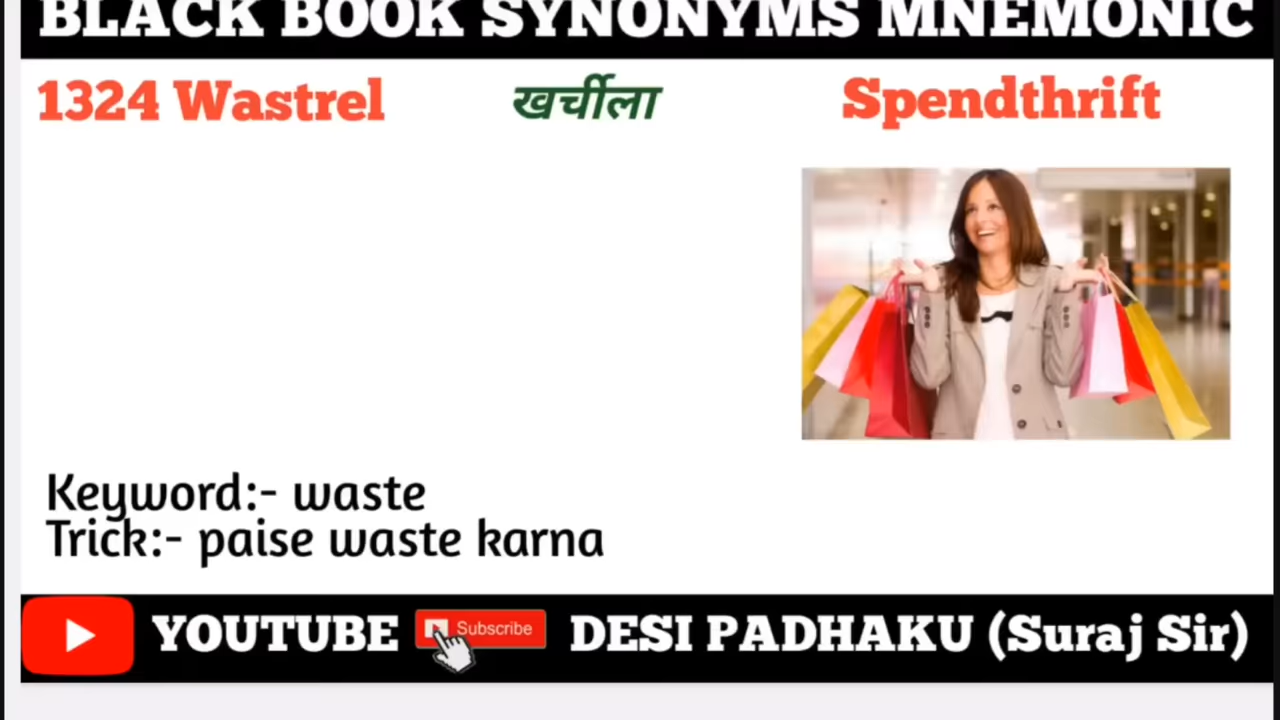 BLACK BOOK SYNONYMS MNEMONIC
1324 Wastrel खर्चीला Spendthrift
Keyword:- waste
Trick:- paise waste karna
YOUTUBE Subscribe DESI PADHAKU (Suraj Sir)